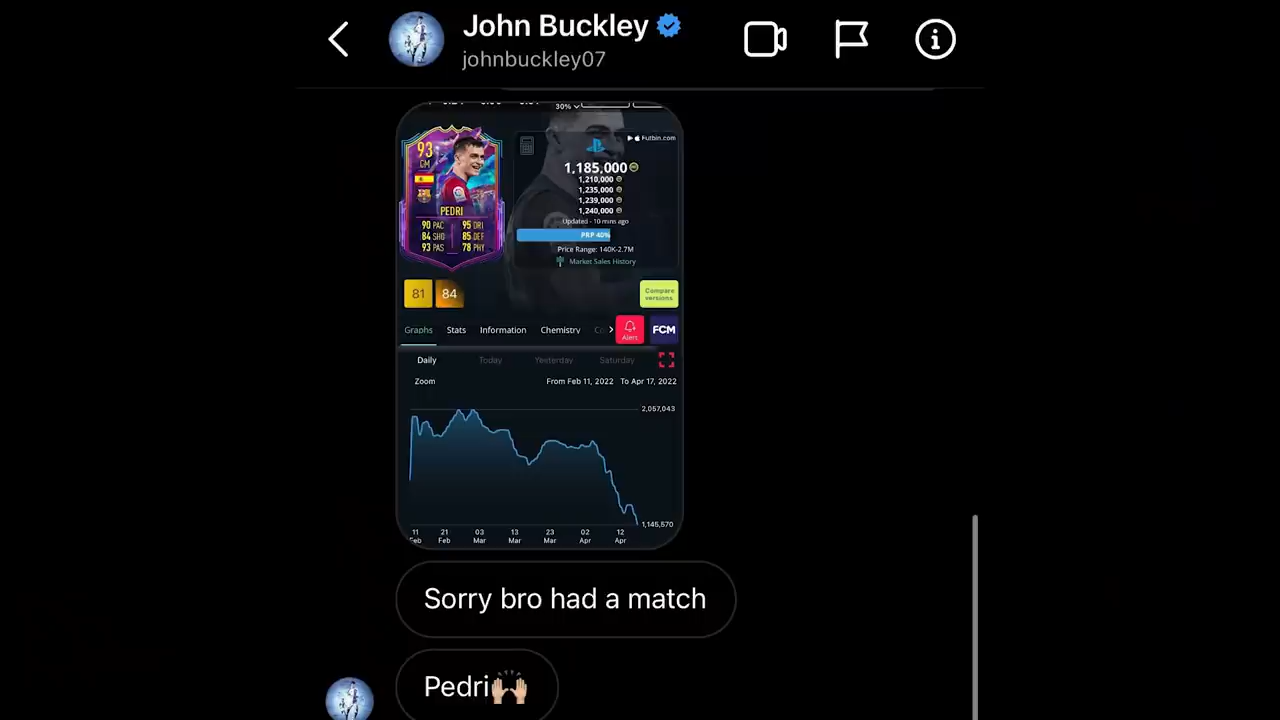 John Buckley
johnbuckley07
30%
Futbin.com
93
CM
1,185,000
1,210,000
1,235,000
1,239,000
1,240,000
Updated - 10 mins ago
PEDRI
90 PAC 95 DRI
84 SHO 85 DEF
93 PAS 78 PHY
PRP 40%
Price Range: 140K-2.7M
Market Sales History
81 84
Compare
versions.
Graphs Stats Information Chemistry
Alert
FCM
Daily Today Yesterday Saturday
Zoom From Feb 11, 2022 To Apr 17, 2022
2,057,043
1,145,570
11 21 03 13 23 02 12
Feb Feb Mar Mar Mar Apr Apr
Sorry bro had a match
Pedri🙌🏼